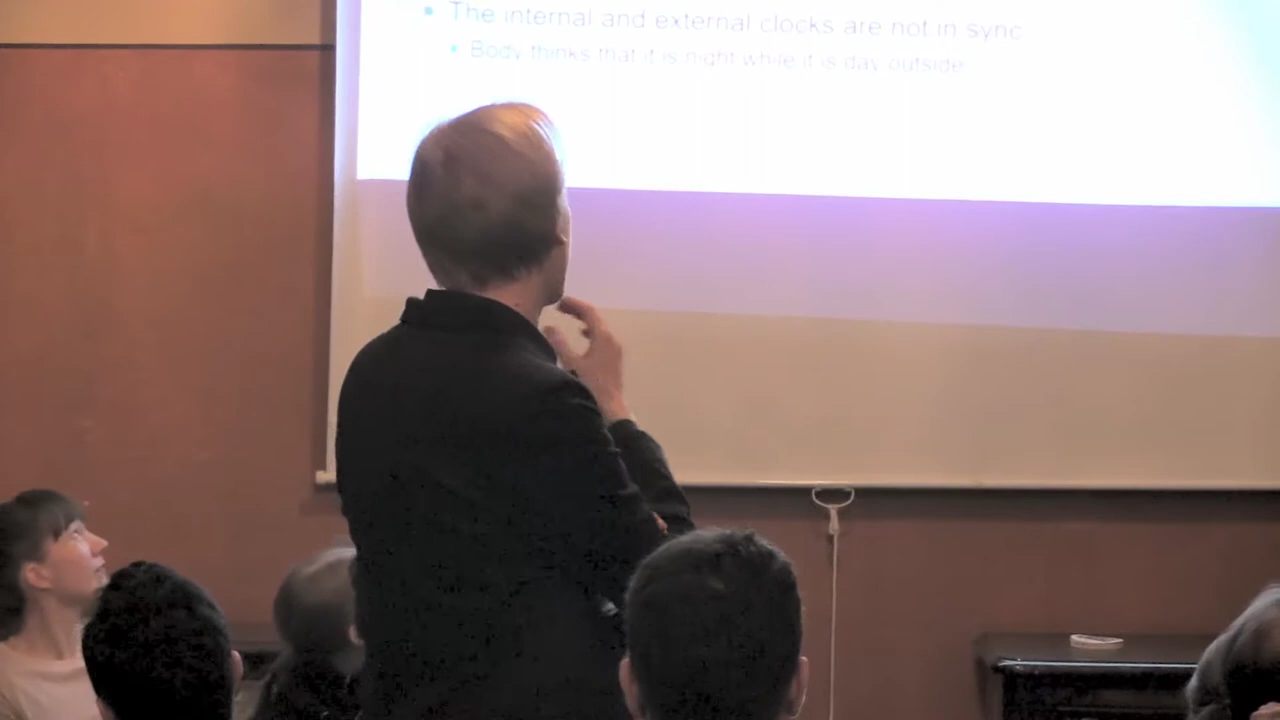 The internal and external clocks are not in sync
Body thinks that it is night while it is day outside